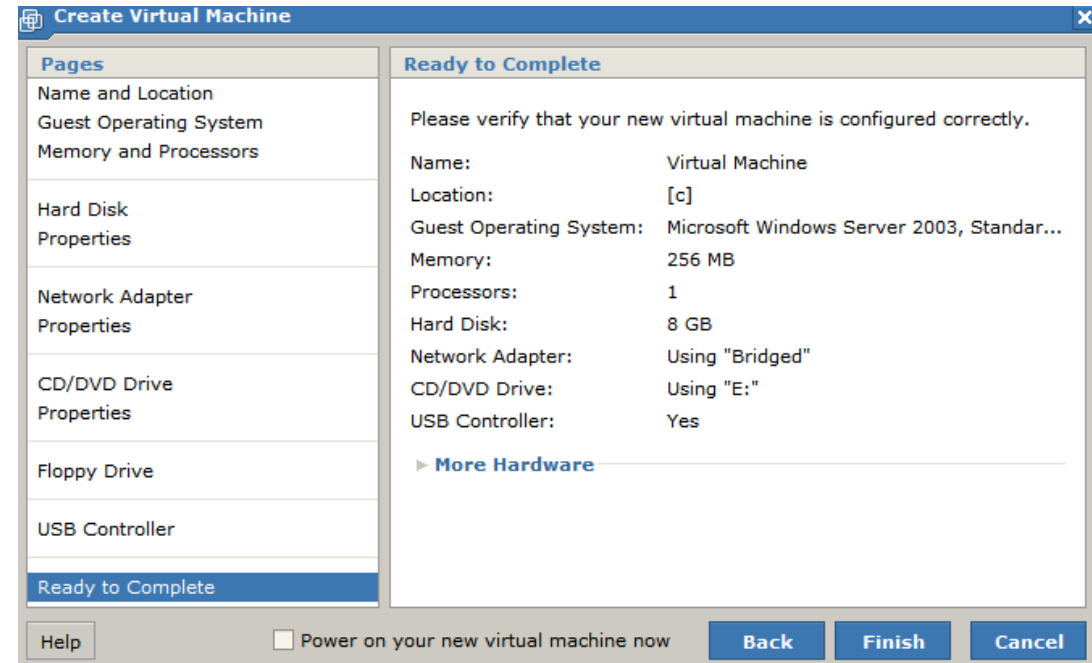 Create Virtual Machine
Pages
Name and Location
Guest Operating System
Memory and Processors
Hard Disk
Properties
Network Adapter
Properties
CD/DVD Drive
Properties
Floppy Drive
USB Controller
Ready to Complete
Ready to Complete
Please verify that your new virtual machine is configured correctly.
Name: Virtual Machine
Location: [c]
Guest Operating System: Microsoft Windows Server 2003, Standar...
Memory: 256 MB
Processors: 1
Hard Disk: 8 GB
Network Adapter: Using "Bridged"
CD/DVD Drive: Using "E:"
USB Controller: Yes
More Hardware
Help Power on your new virtual machine now Back Finish Cancel